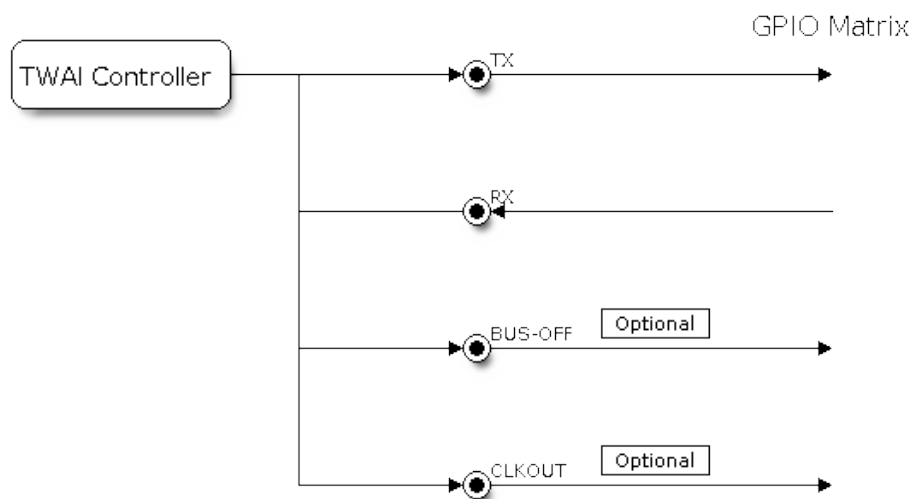 GPIO Matrix
TWAI Controller
TX
RX
BUS-OFF
Optional
CLKOUT
Optional